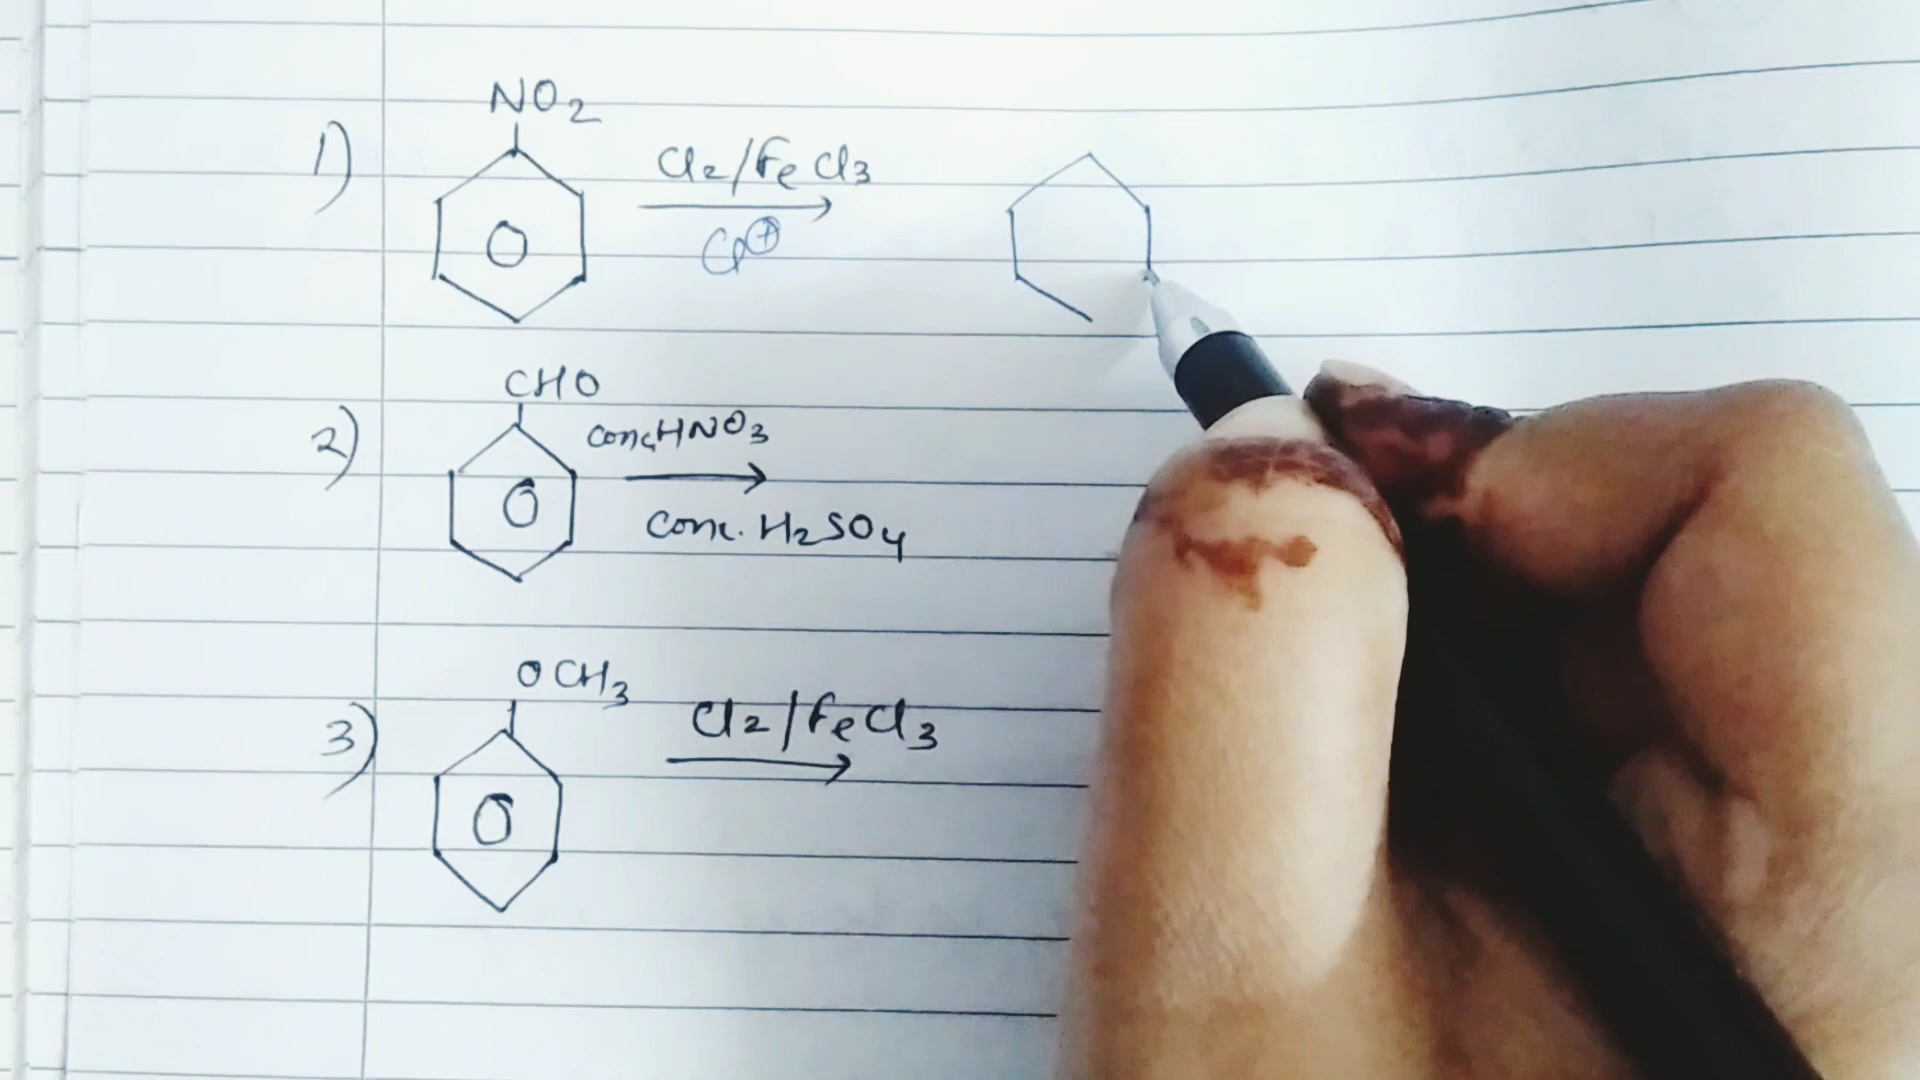 NO2
1) Cl2/FeCl3
Cl⊕
CHO
2) conc HNO3
conc. H2SO4
OCH3
3) Cl2/FeCl3